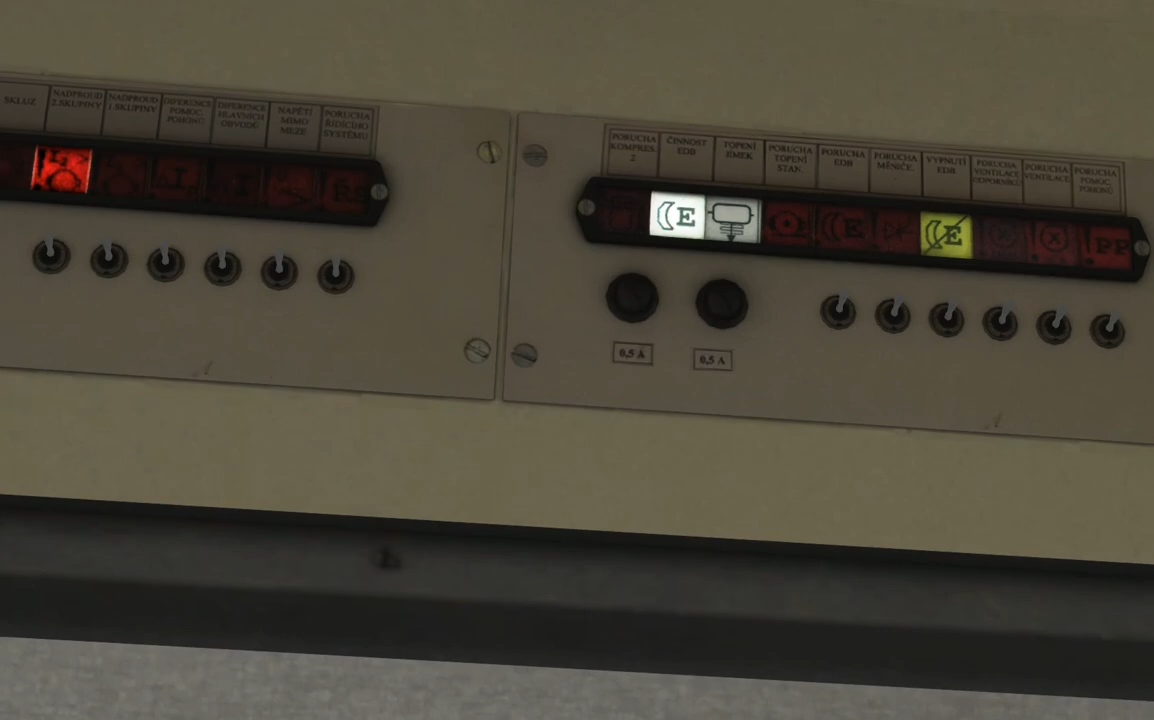 SKLUZ
NADPROUD
2.SKUPINY
NADPROUD
1.SKUPINY
DIFERENCE
POMOC.
POHONŮ
DIFERENCE
HLAVNÍCH
OBVODŮ
NAPĚTÍ
MIMO
MEZE
PORUCHA
ŘÍDÍCÍHO
SYSTÉMU
PORUCHA
KOMPRES.
2
ČINNOST
EDB
TOPENÍ
JÍMEK
PORUCHA
TOPENÍ
STAN.
PORUCHA
EDB
PORUCHA
MĚNIČE.
VYPNUTÍ
EDB
PORUCHA
VENTILACE
ODPORNÍKŮ
PORUCHA
VENTILACE
PORUCHA
POMOC.
POHONŮ
E
E
E
PP
0,5 A
0,5 A